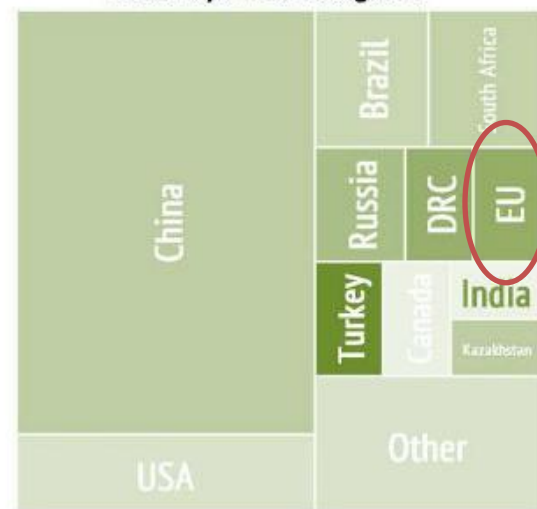 China
USA
Brazil
South Africa
Russia
DRC
EU
Turkey
Canada
India
Kazakhstan
Other